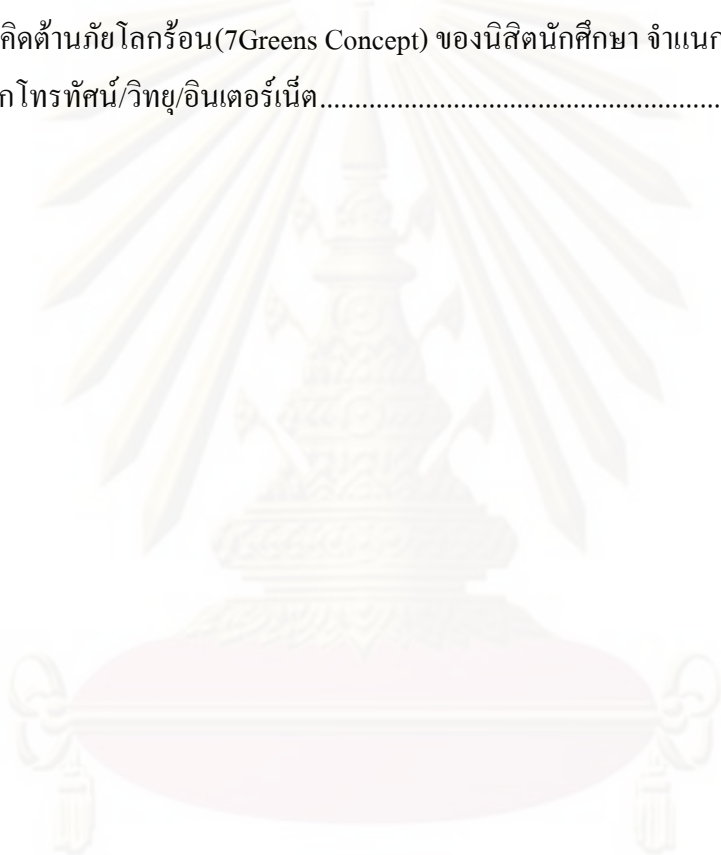 คิดต้านภัยโลกร้อน(7Greens Concept) ของนิสิตนักศึกษา จำแนก
กโทรทัศน์/วิทยุ/อินเตอร์เน็ต..........................................................